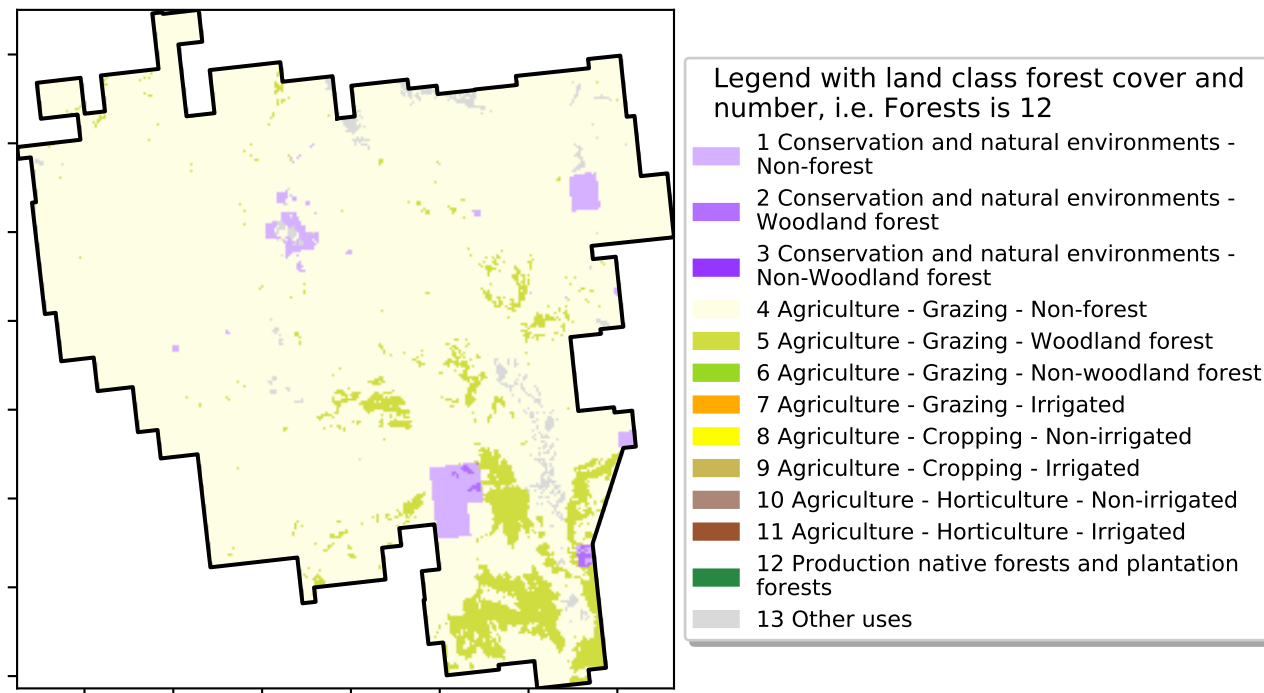 Legend with land class forest cover and
number, i.e. Forests is 12
1 Conservation and natural environments -
Non-forest
2 Conservation and natural environments -
Woodland forest
3 Conservation and natural environments -
Non-Woodland forest
4 Agriculture - Grazing - Non-forest
5 Agriculture - Grazing - Woodland forest
6 Agriculture - Grazing - Non-woodland forest
7 Agriculture - Grazing - Irrigated
8 Agriculture - Cropping - Non-irrigated
9 Agriculture - Cropping - Irrigated
10 Agriculture - Horticulture - Non-irrigated
11 Agriculture - Horticulture - Irrigated
12 Production native forests and plantation
forests
13 Other uses